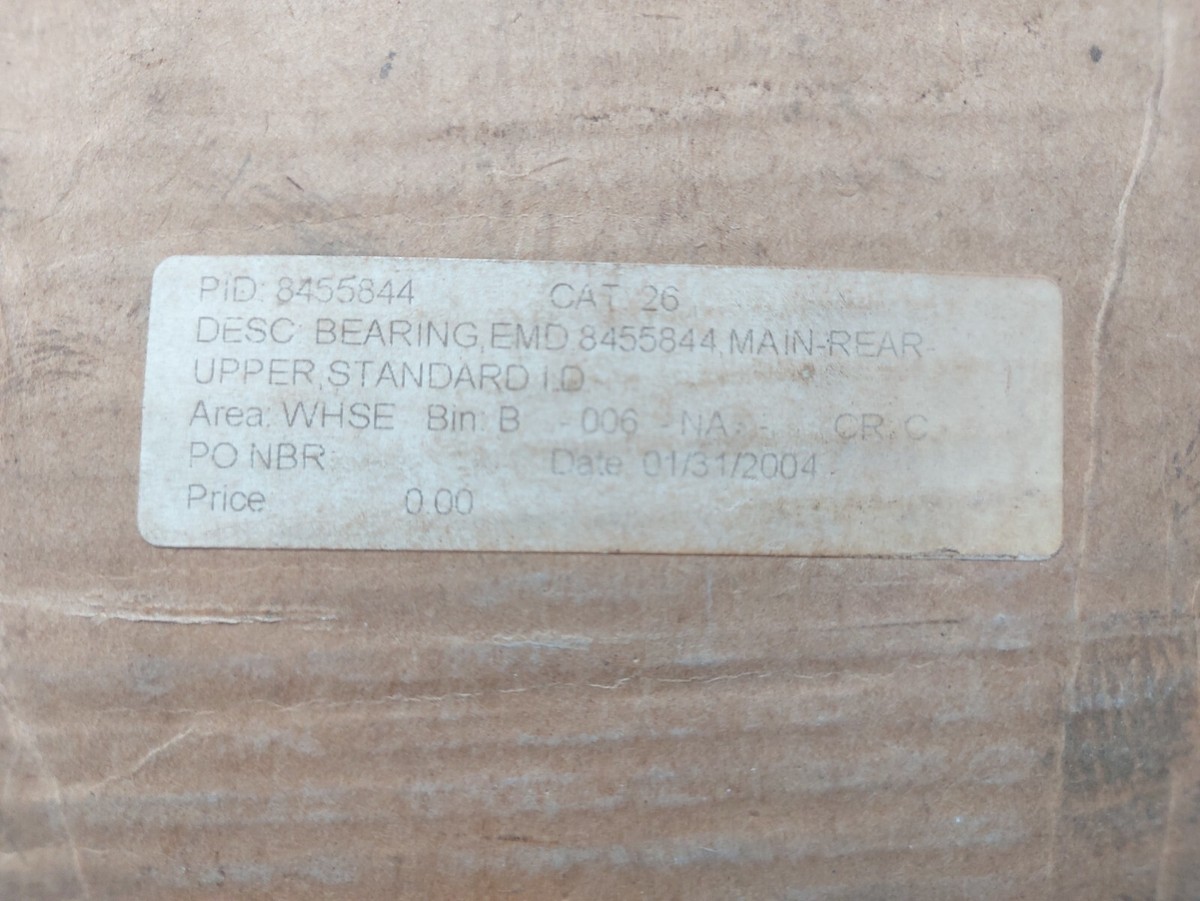 PID: 8455844 CAT 26
DESC: BEARING,EMD 8455844,MAIN-REAR-
UPPER,STANDARD I.D
Area: WHSE Bin: B - 006 - NA - CR: C
PO NBR: Date: 01/31/2004
Price 0.00